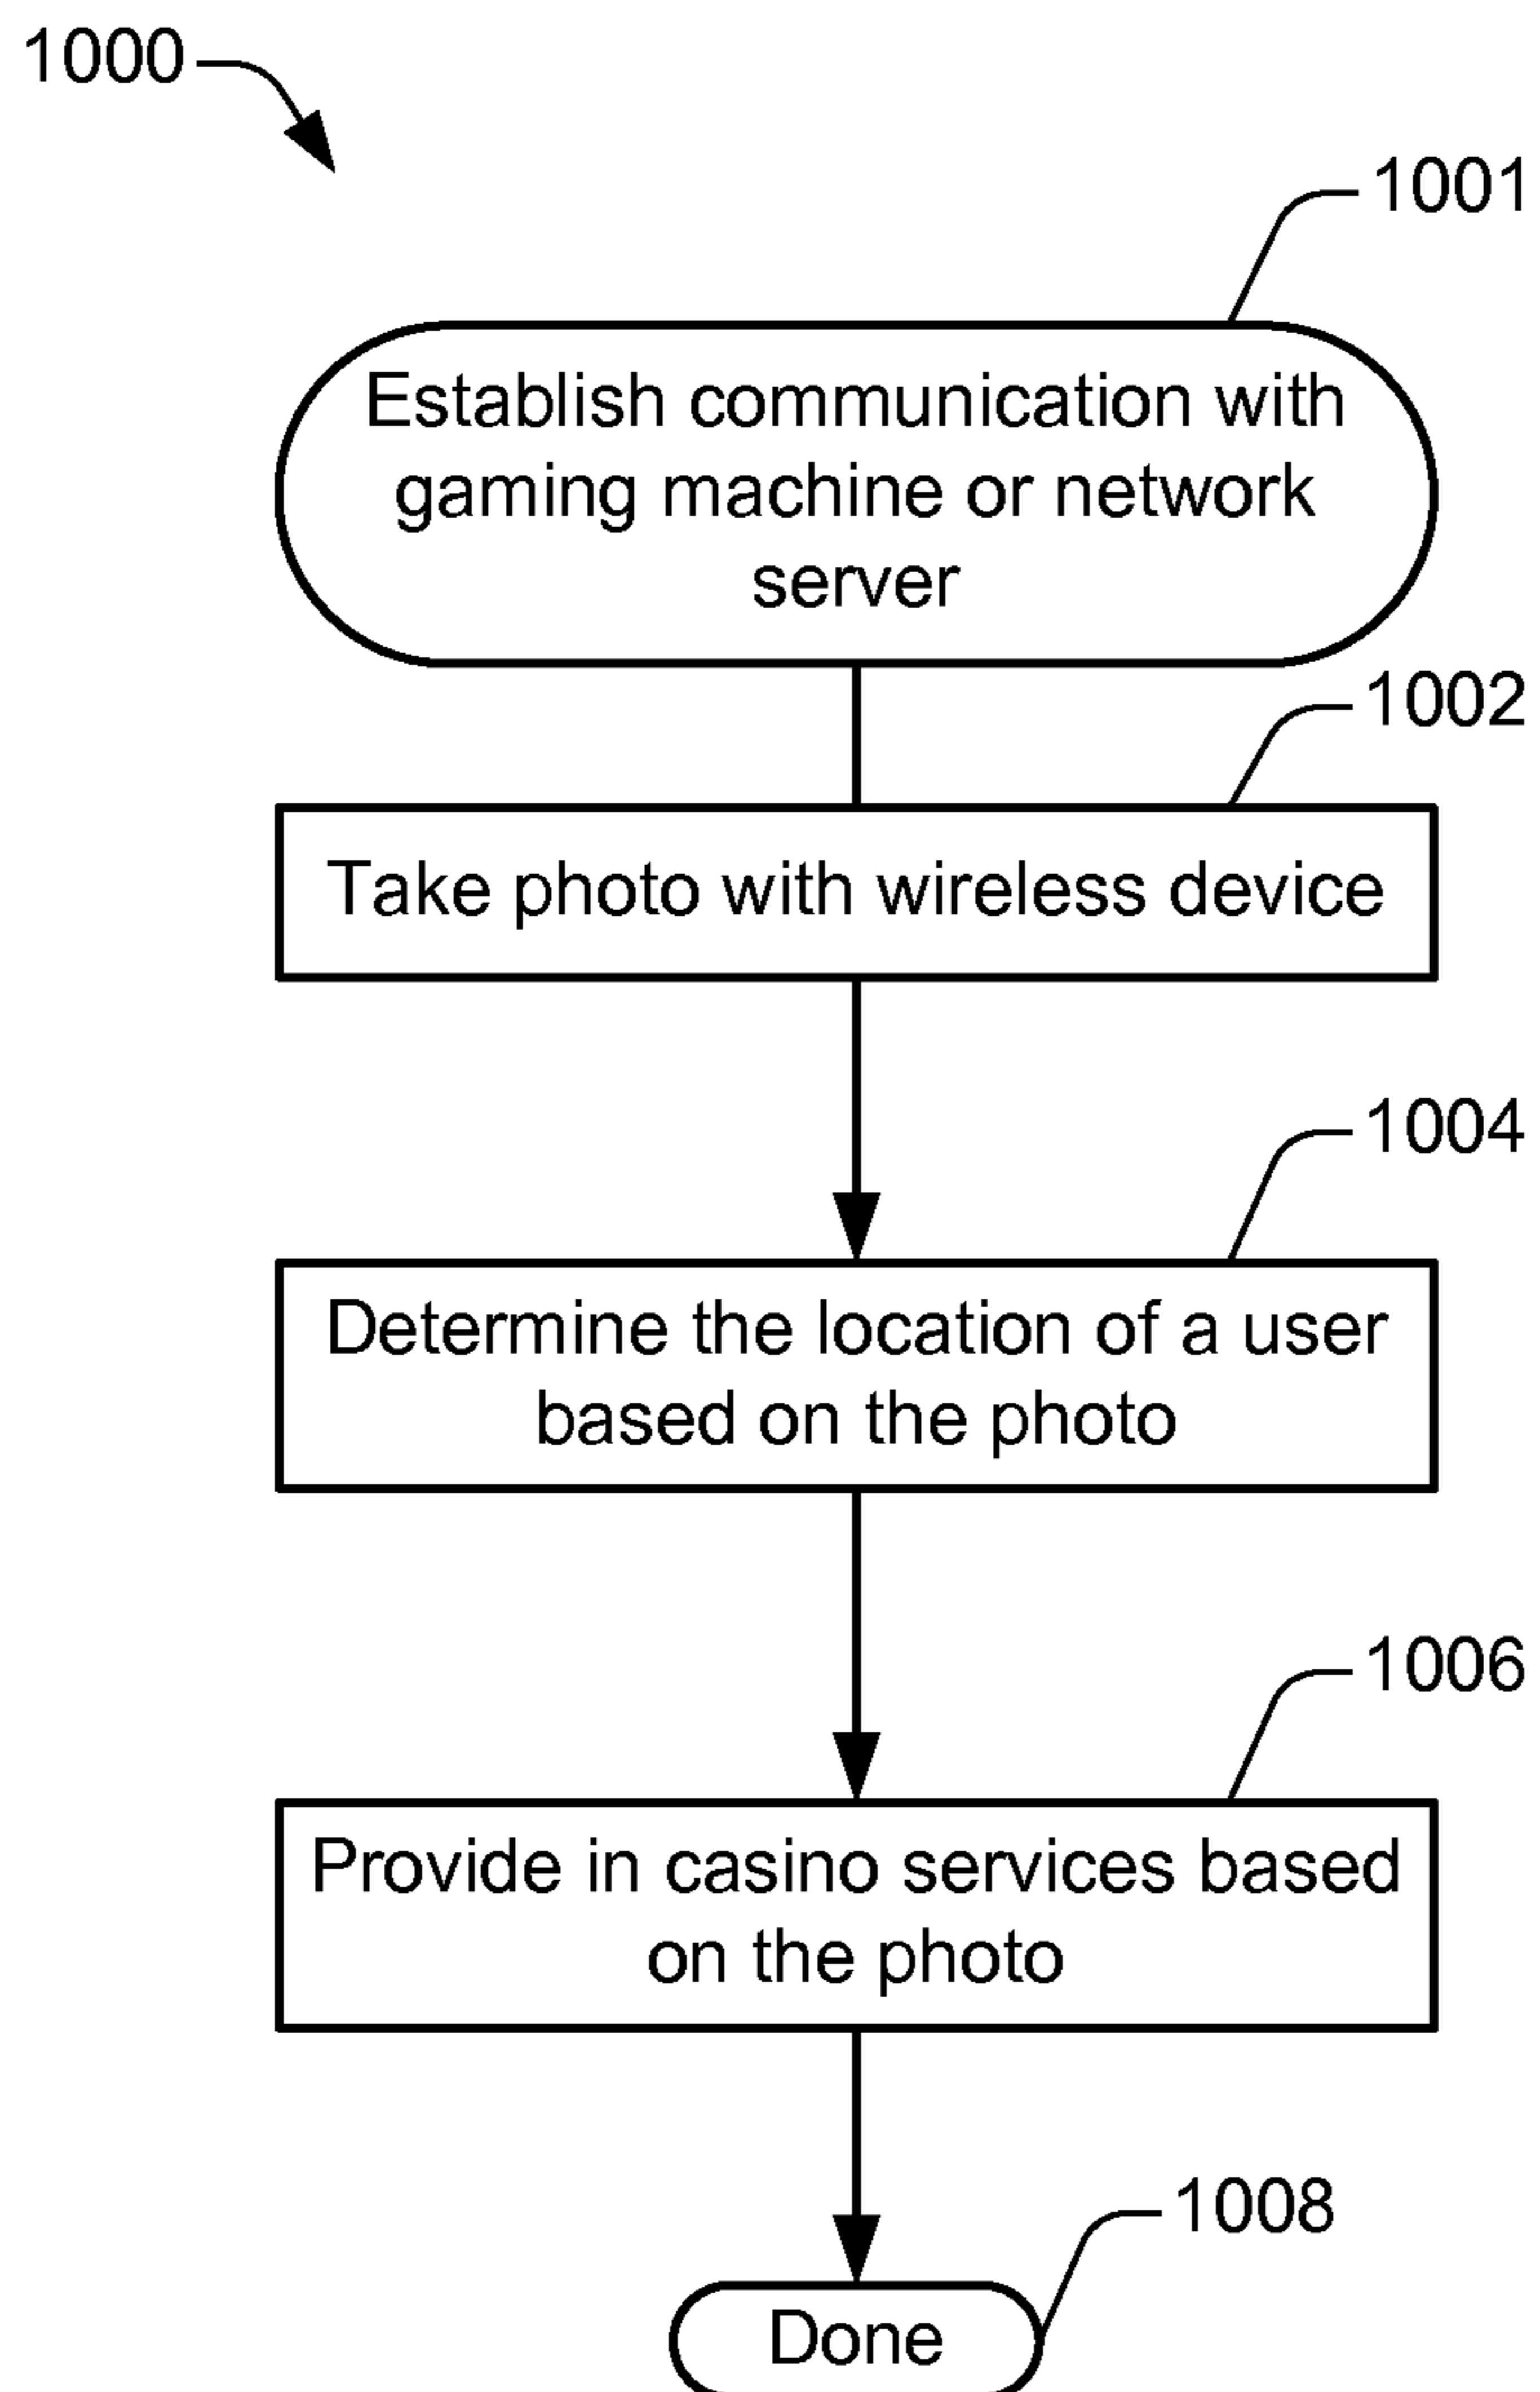 1000
1001
Establish communication with
gaming machine or network
server
1002
Take photo with wireless device
1004
Determine the location of a user
based on the photo
1006
Provide in casino services based
on the photo
1008
Done